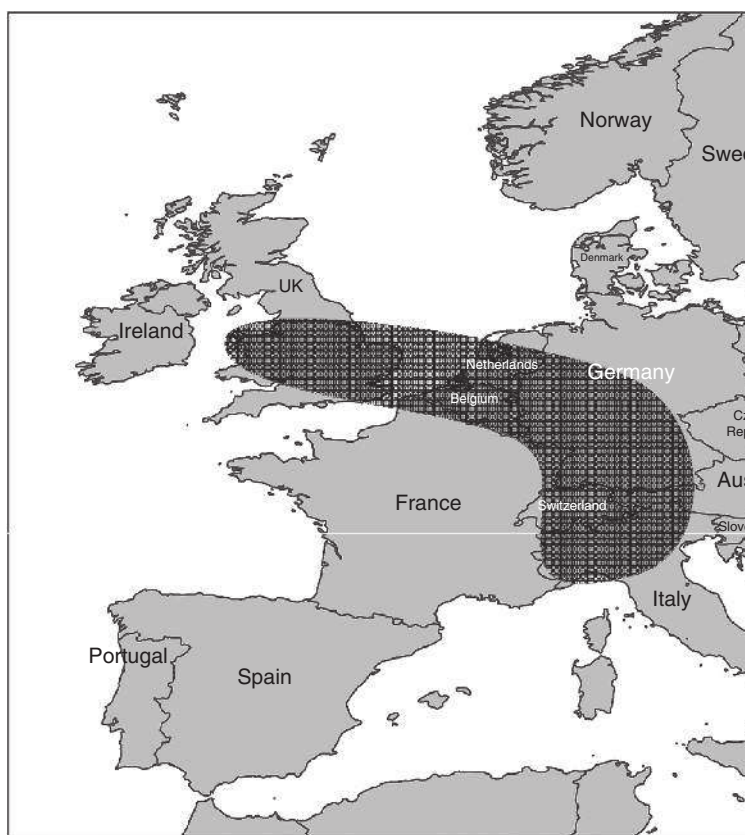 Norway
Swe
Denmark
UK
Ireland
Netherlands
Germany
Belgium
Cz
Rep
Aus
France
Switzerland
Slove
Italy
Portugal
Spain